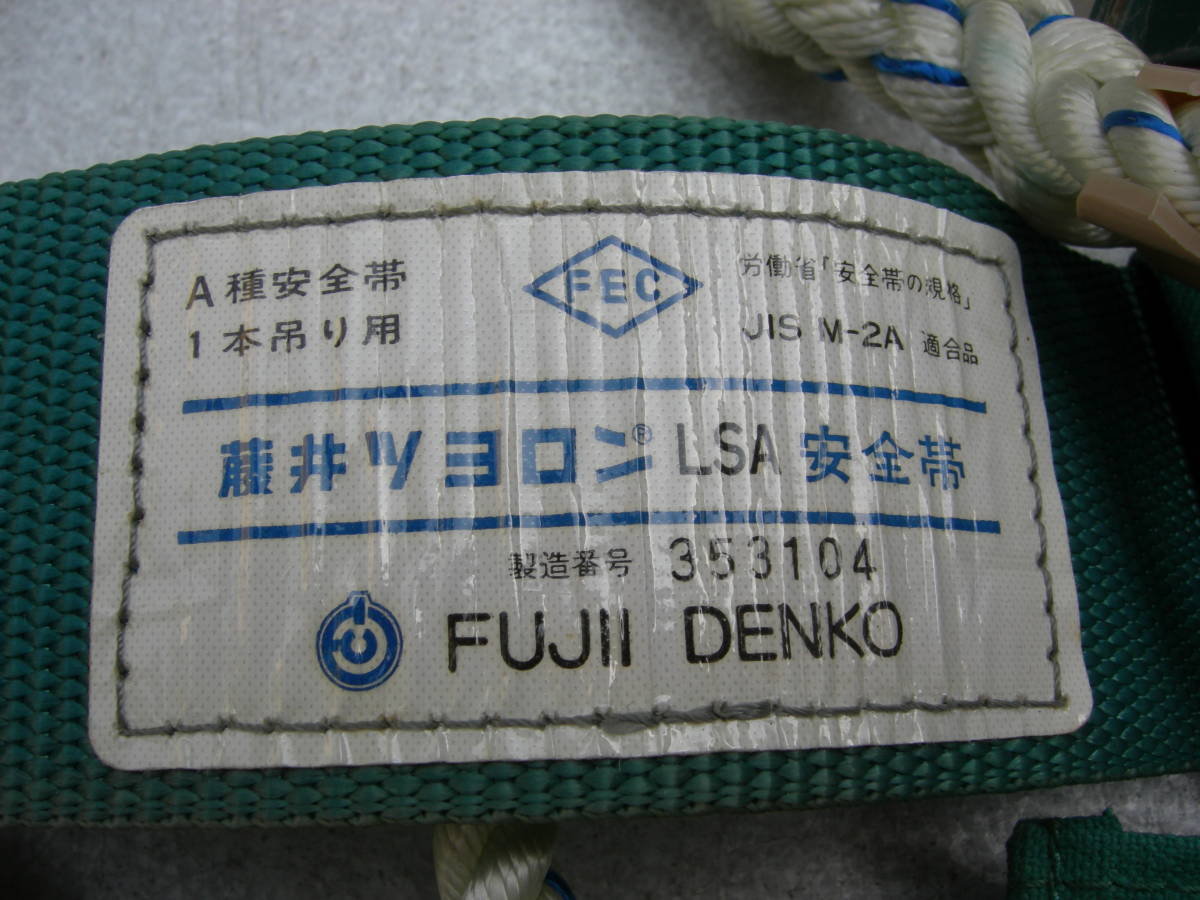 A種安全帯
1本吊り用
FEC
労働省「安全帯の規格」
JIS M-2A 適合品
藤井ツヨロン® LSA 安全帯
製造番号 353104
FUJII DENKO